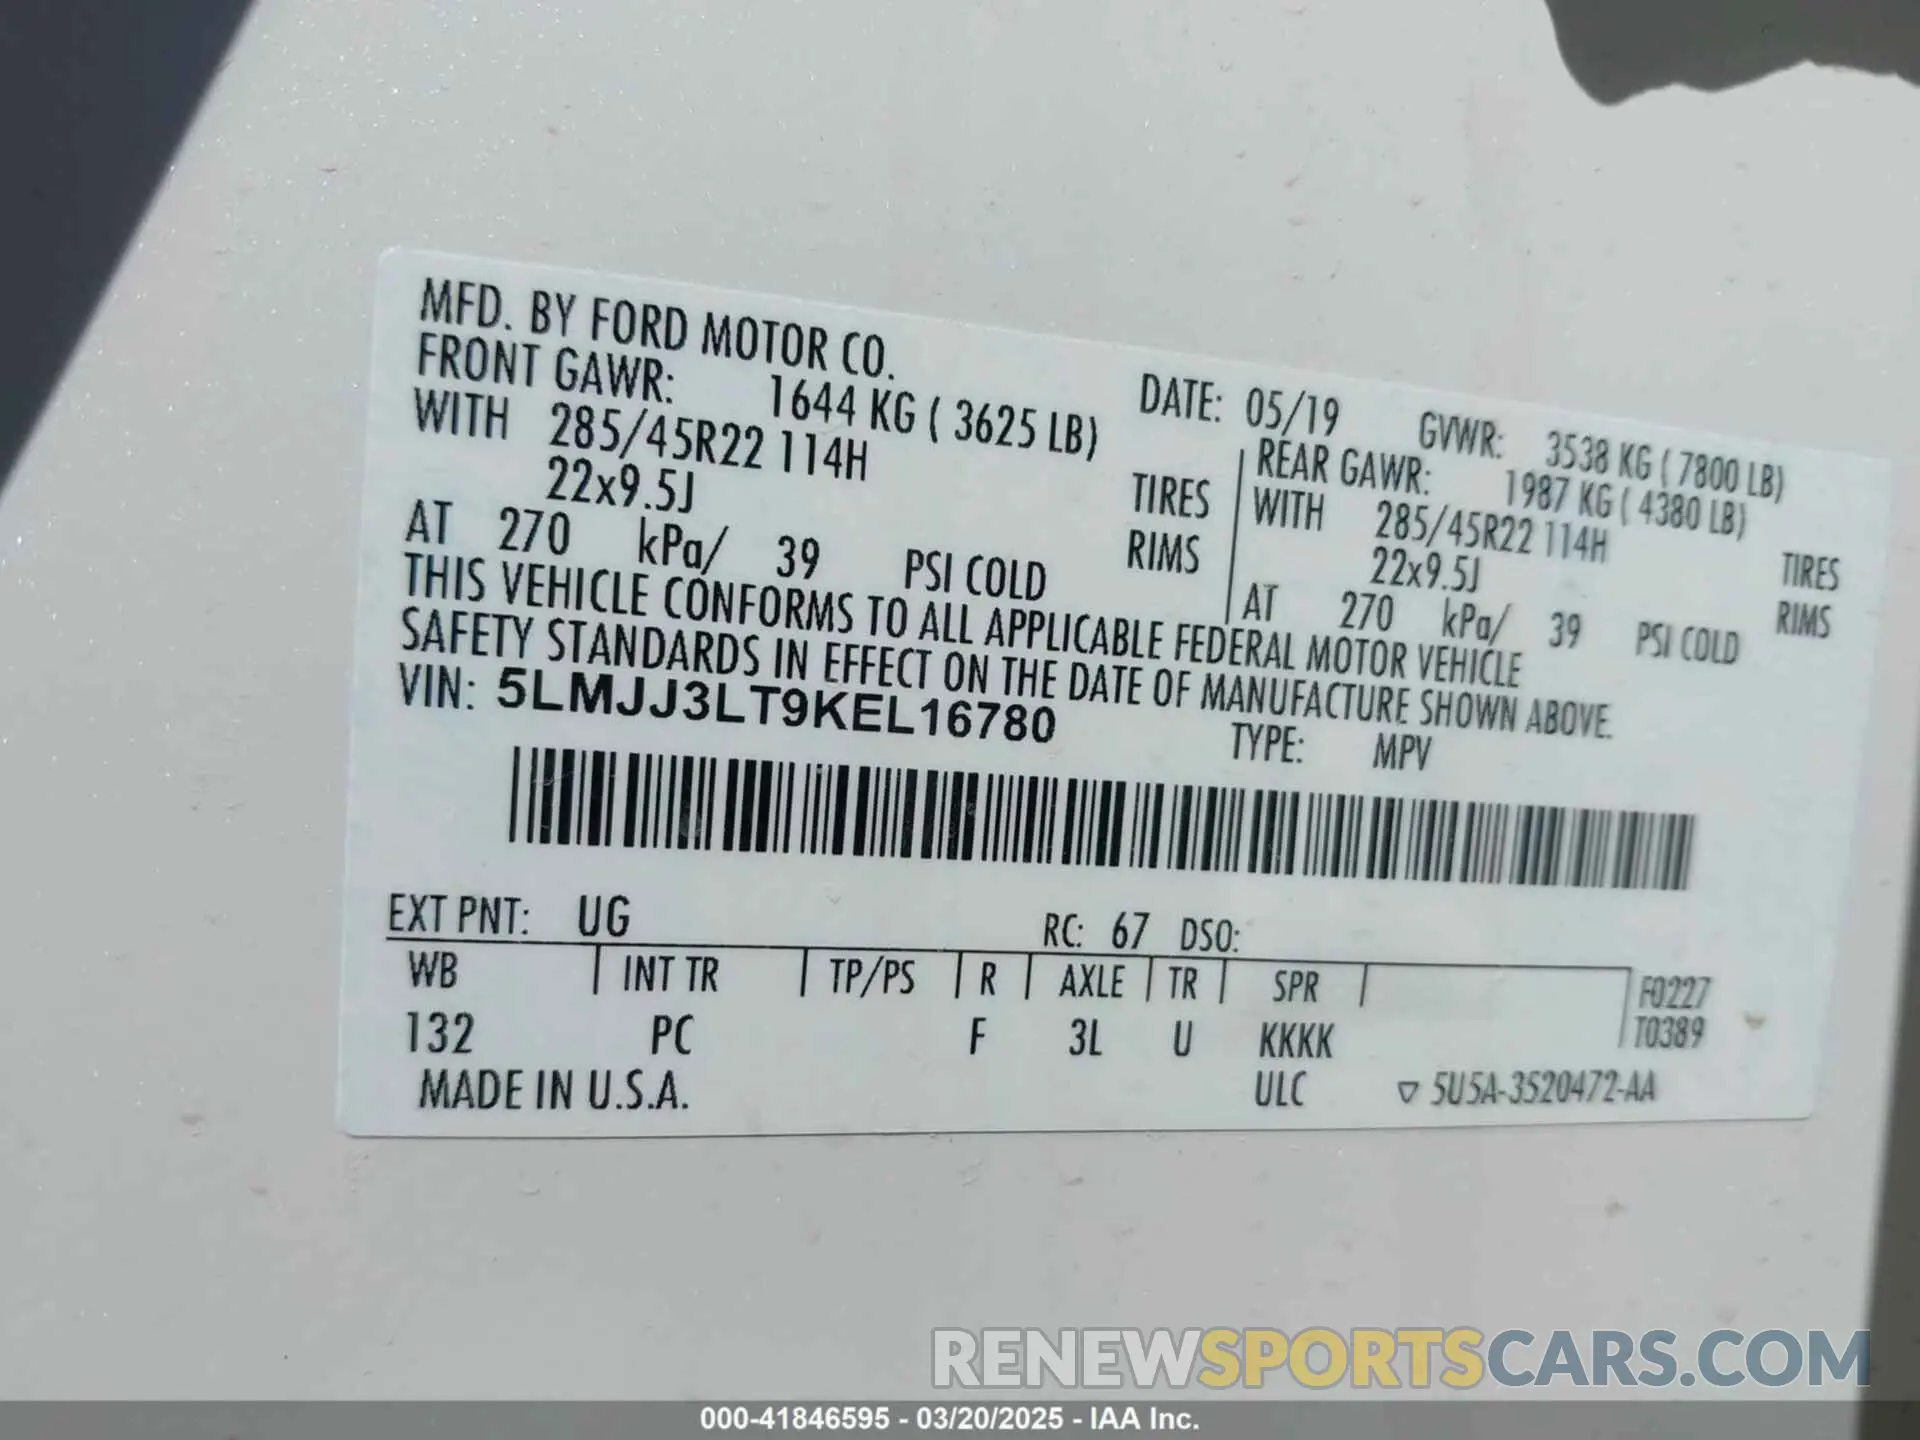 MFD. BY FORD MOTOR CO.
DATE: 05/19 GVWR: 3538 KG ( 7800 LB)
FRONT GAWR: 1644 KG ( 3625 LB)
WITH 285/45R22 114H TIRES
22x9.5J RIMS
AT 270 kPa/ 39 PSI COLD
REAR GAWR: 1987 KG ( 4380 LB)
WITH 285/45R22 114H TIRES
22x9.5J RIMS
AT 270 kPa/ 39 PSI COLD
THIS VEHICLE CONFORMS TO ALL APPLICABLE FEDERAL MOTOR VEHICLE
SAFETY STANDARDS IN EFFECT ON THE DATE OF MANUFACTURE SHOWN ABOVE.
VIN: 5LMJJ3LT9KEL16780 TYPE: MPV
EXT PNT: UG RC: 67 DSO:
WB INT TR TP/PS R AXLE TR SPR F0227
132 PC F 3L U KKKK T0389
MADE IN U.S.A. ULC ▽ 5U5A-3520472-AA
RENEWSPORTSCARS.COM
000-41846595 - 03/20/2025 - IAA Inc.